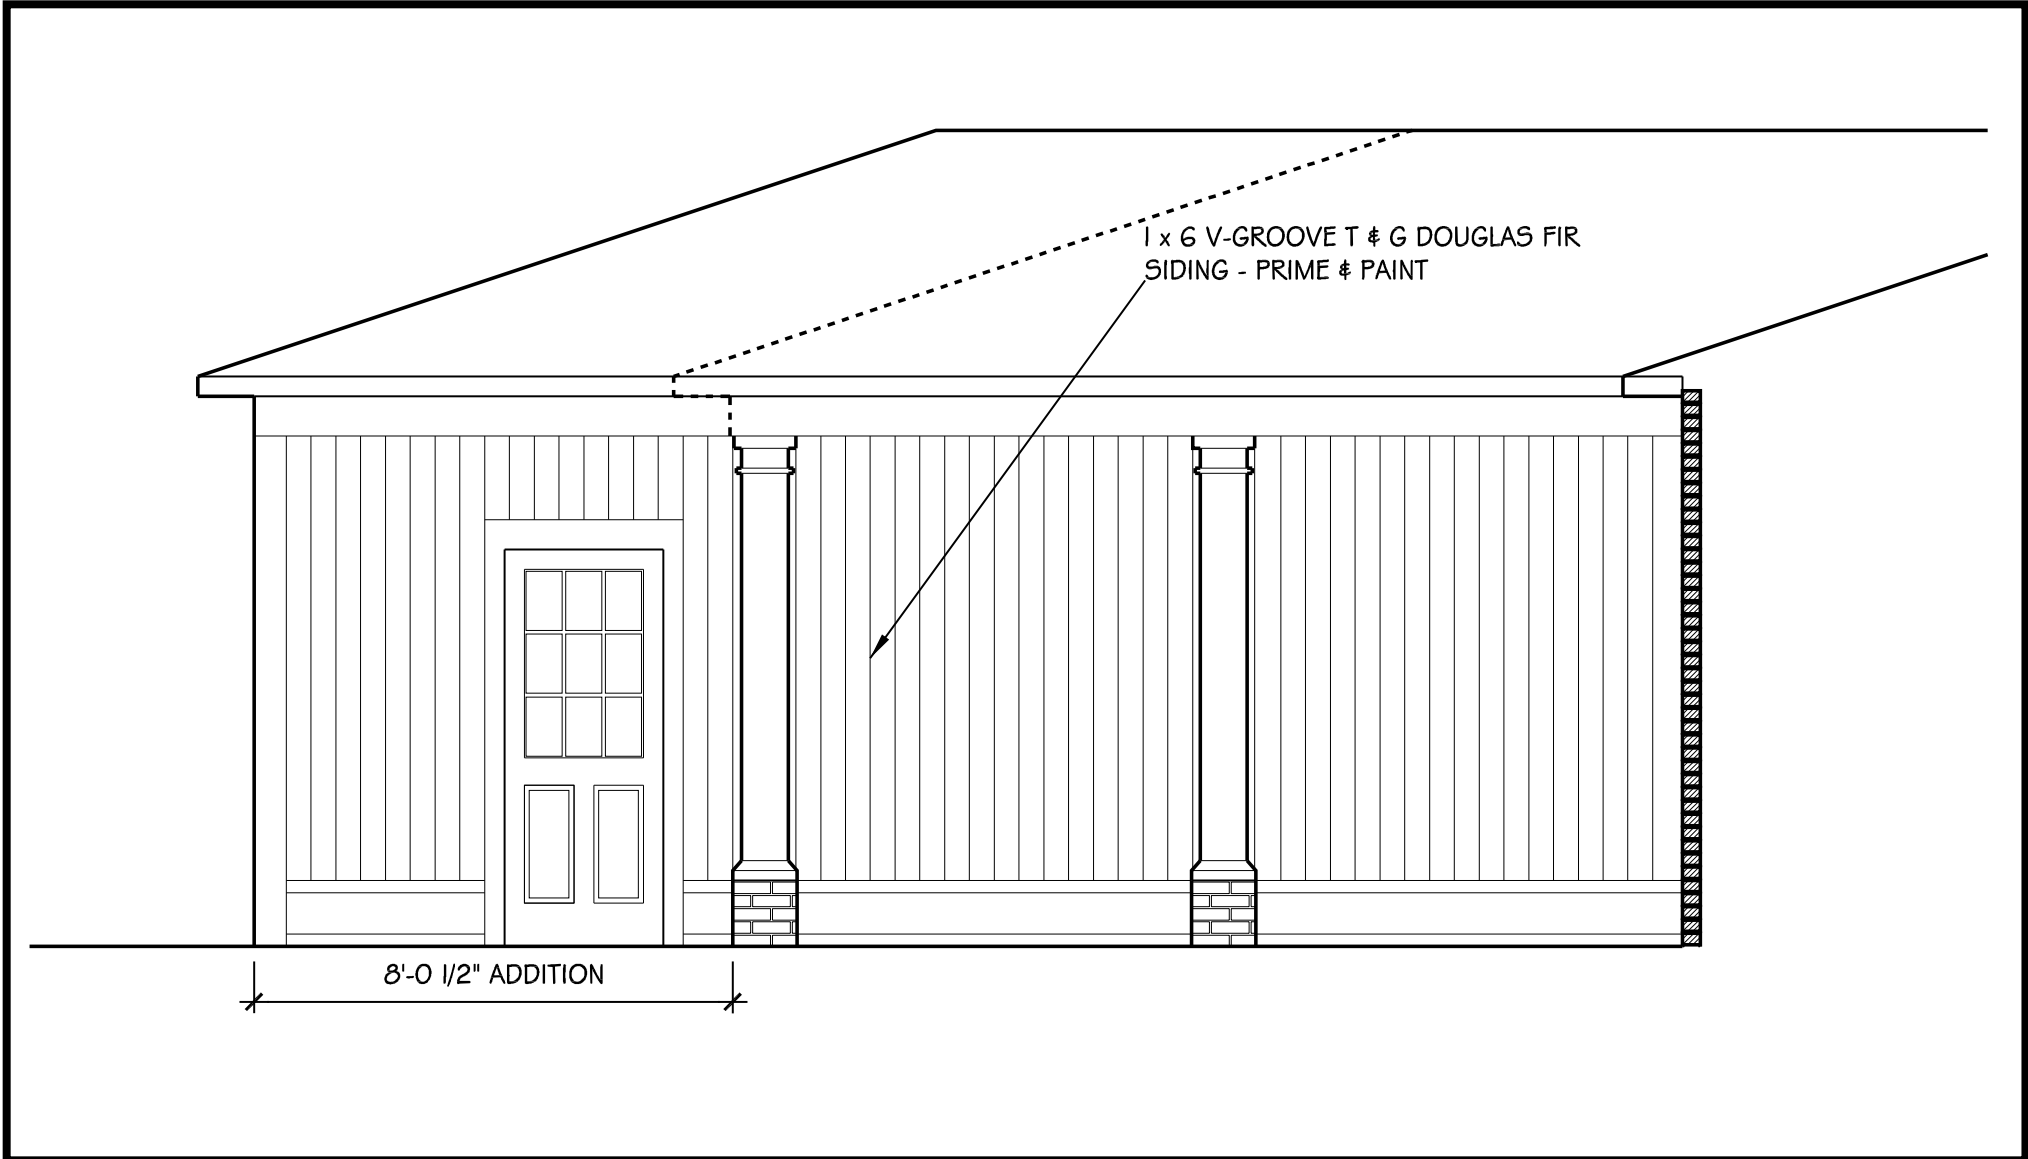 1 x 6 V-GROOVE T & G DOUGLAS FIR
SIDING - PRIME & PAINT
8'-0 1/2" ADDITION